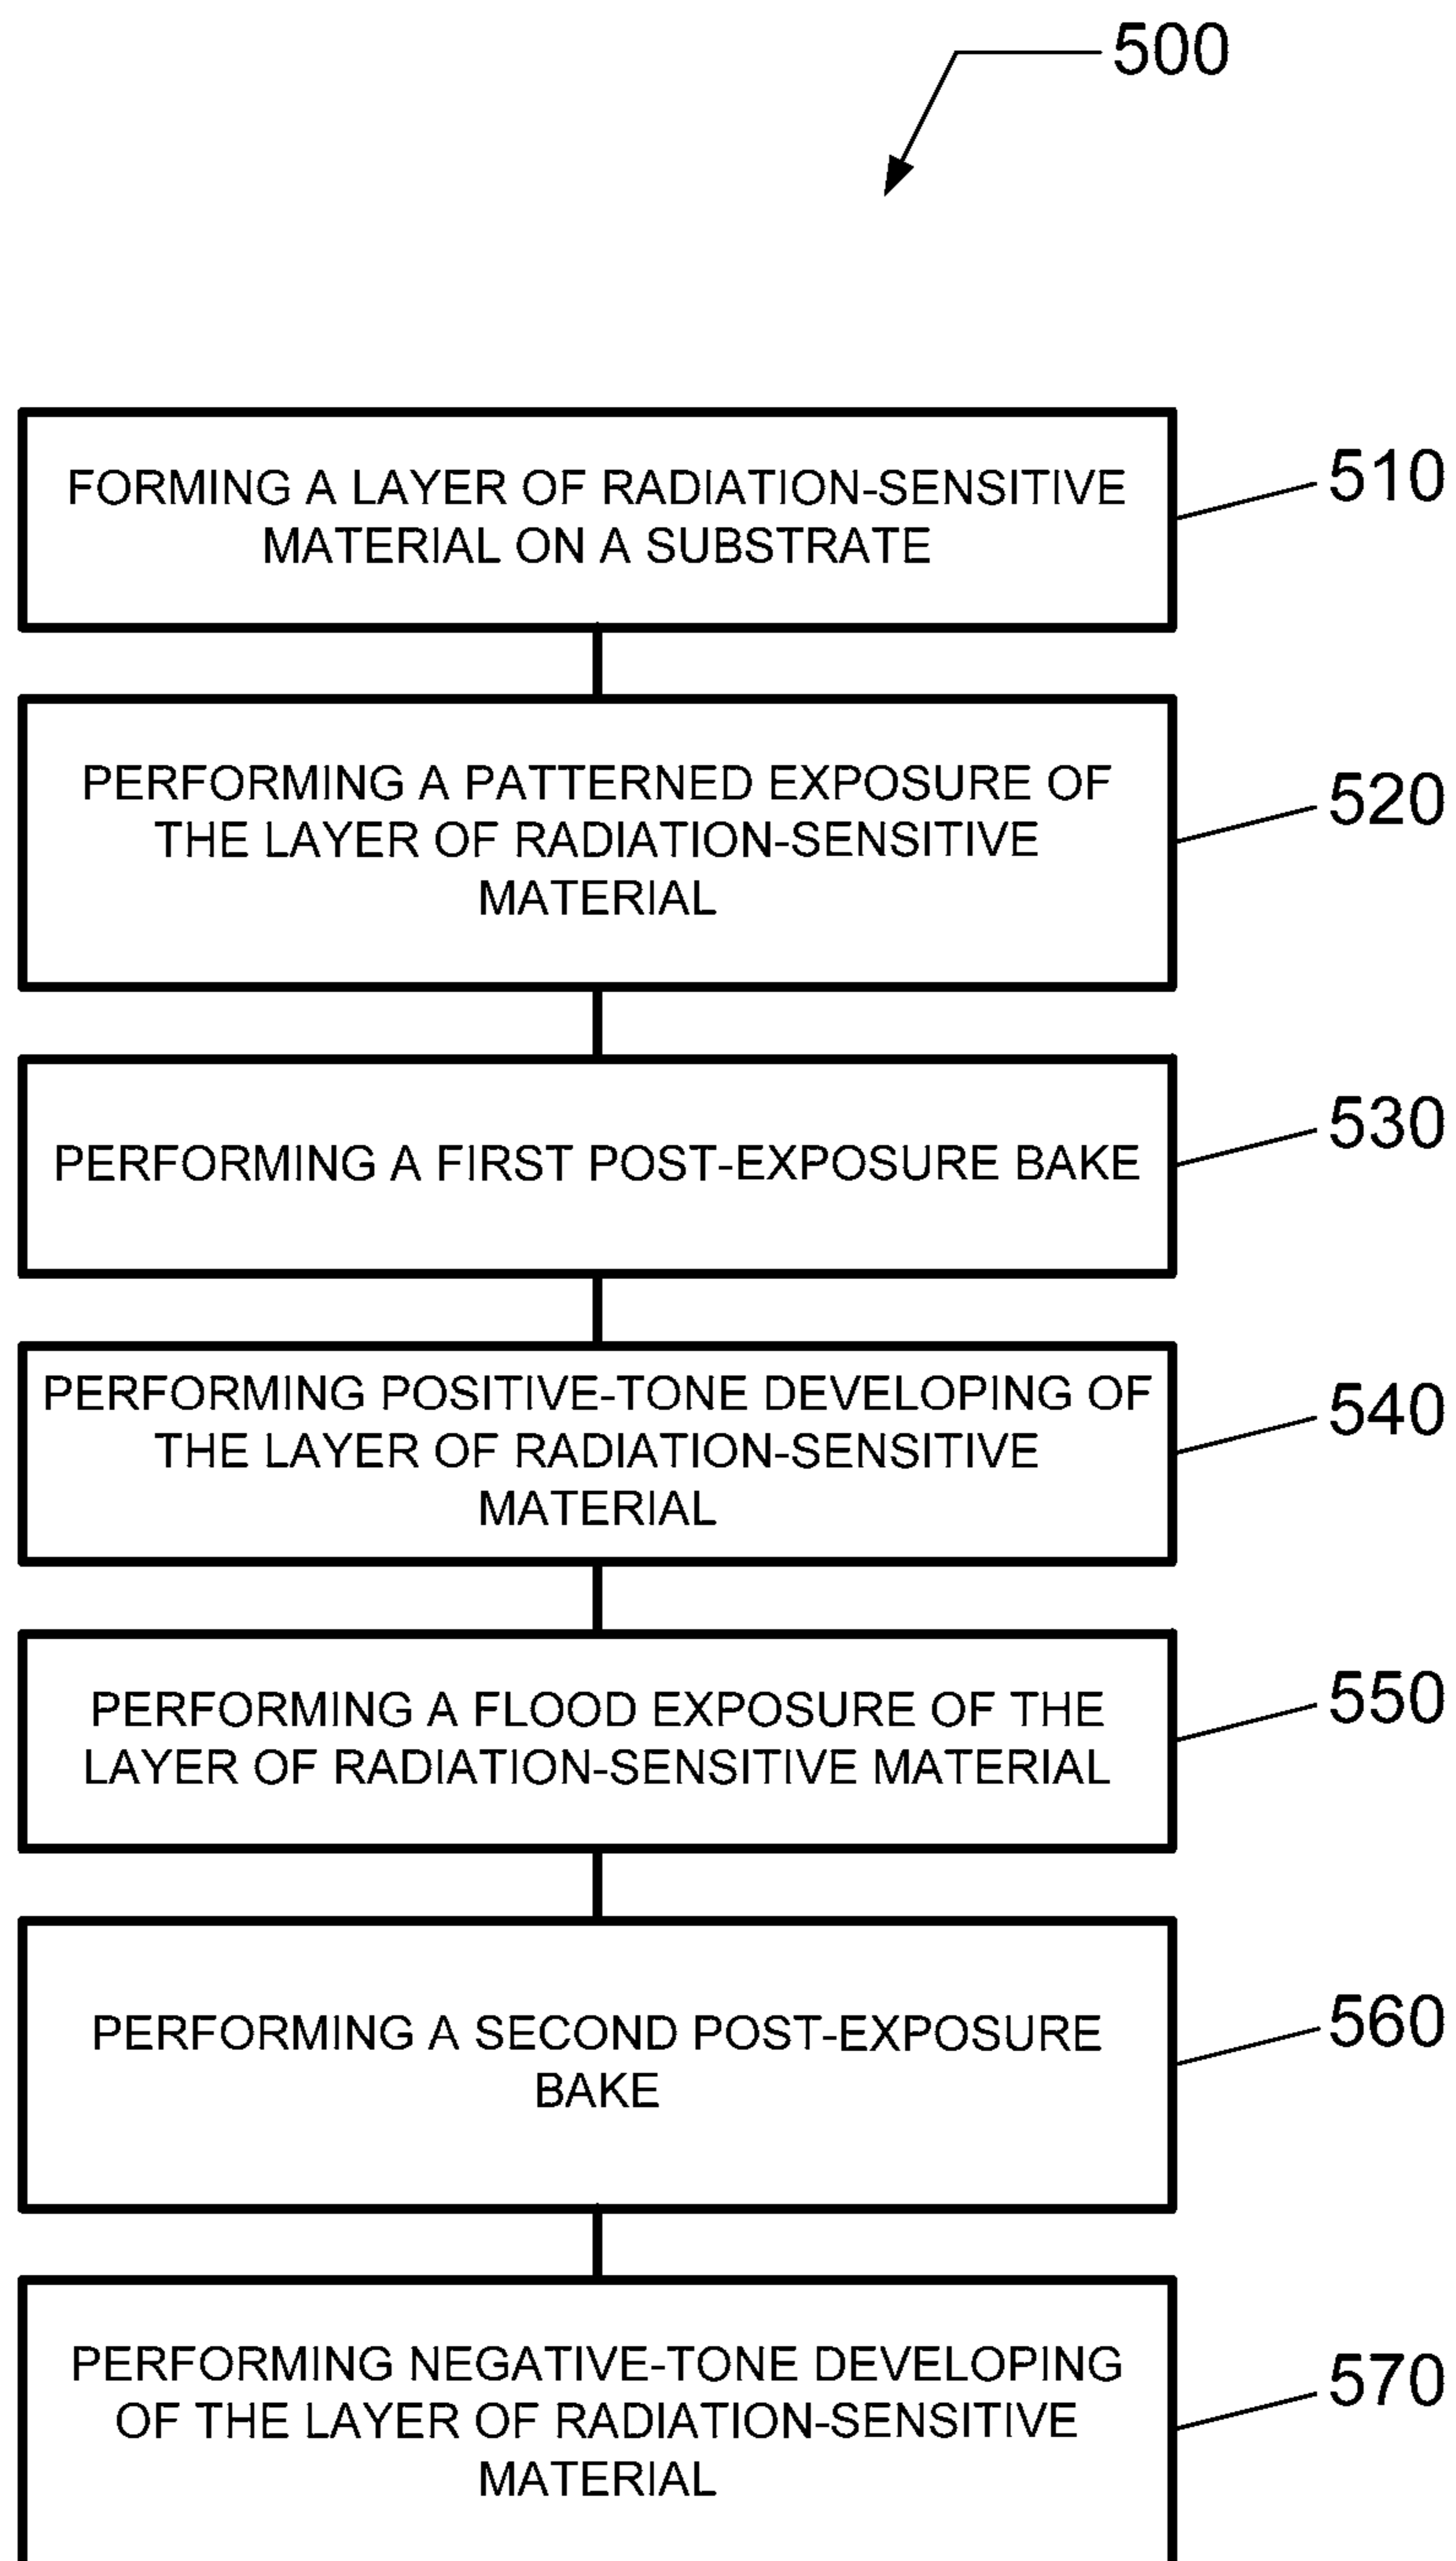 500
FORMING A LAYER OF RADIATION-SENSITIVE
MATERIAL ON A SUBSTRATE
510
PERFORMING A PATTERNED EXPOSURE OF
THE LAYER OF RADIATION-SENSITIVE
MATERIAL
520
PERFORMING A FIRST POST-EXPOSURE BAKE
530
PERFORMING POSITIVE-TONE DEVELOPING OF
THE LAYER OF RADIATION-SENSITIVE
MATERIAL
540
PERFORMING A FLOOD EXPOSURE OF THE
LAYER OF RADIATION-SENSITIVE MATERIAL
550
PERFORMING A SECOND POST-EXPOSURE
BAKE
560
PERFORMING NEGATIVE-TONE DEVELOPING
OF THE LAYER OF RADIATION-SENSITIVE
MATERIAL
570